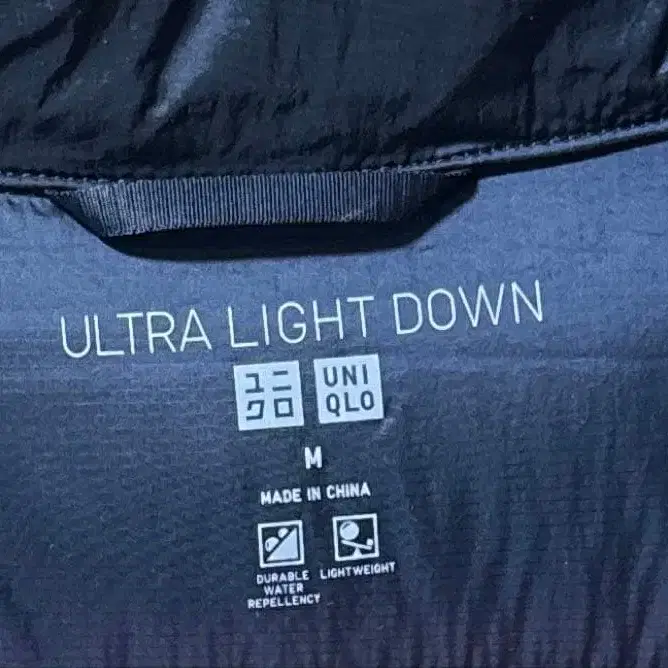 ULTRA LIGHT DOWN
ユニ
クロ
UNI
QLO
M
MADE IN CHINA
DURABLE
WATER
REPELLENCY
LIGHTWEIGHT